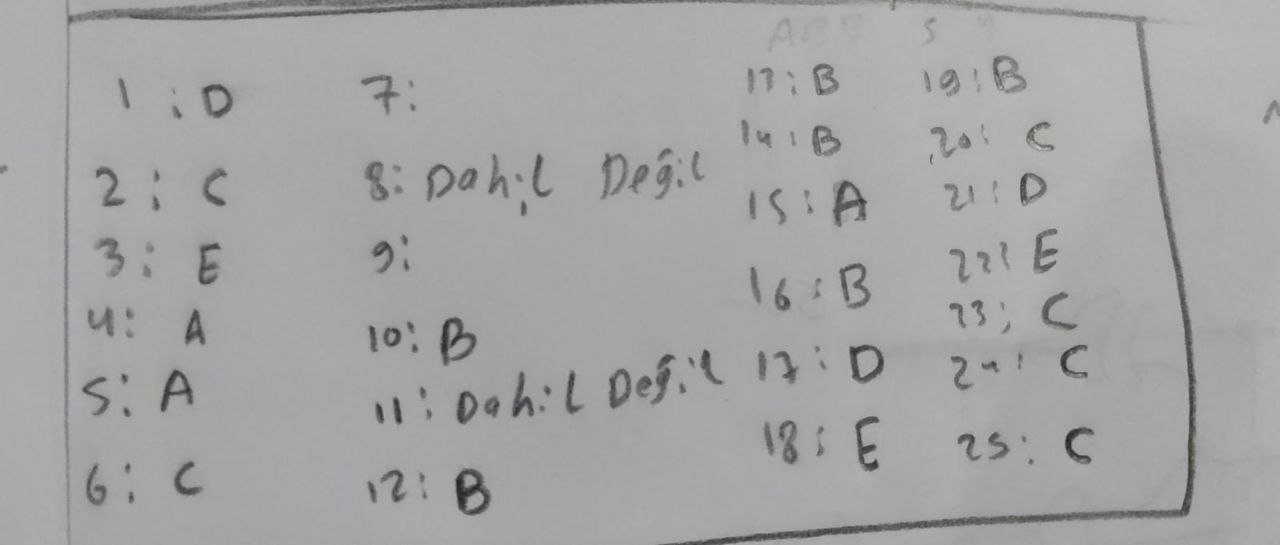 1 : D
2 : C
3 : E
4 : A
5 : A
6 : C
7:
8: Dahil Değil
9:
10: B
11: Dahil Değil
12: B
13: B
14: B
15: A
16: B
17: D
18: E
19: B
20: C
21: D
22: E
23: C
24: C
25: C